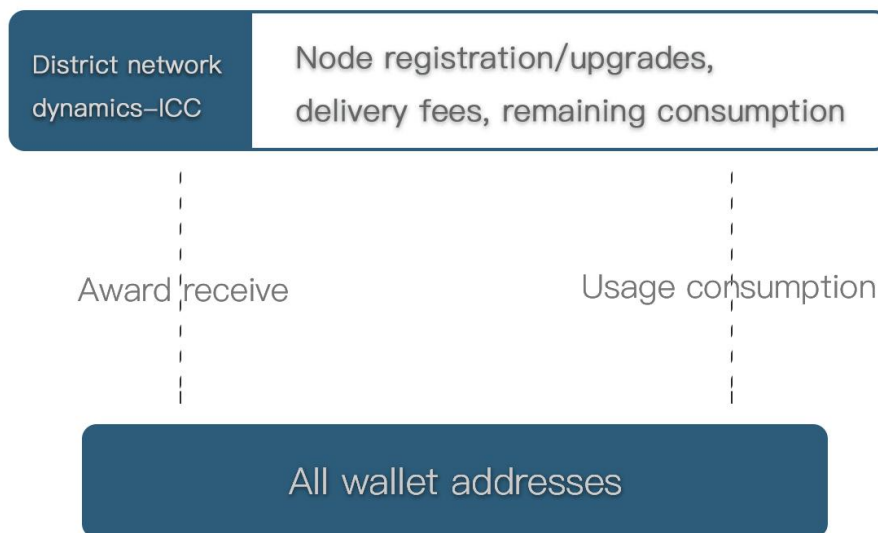 District network
dynamics-ICC
Node registration/upgrades,
delivery fees, remaining consumption
Award receive
Usage consumption
All wallet addresses